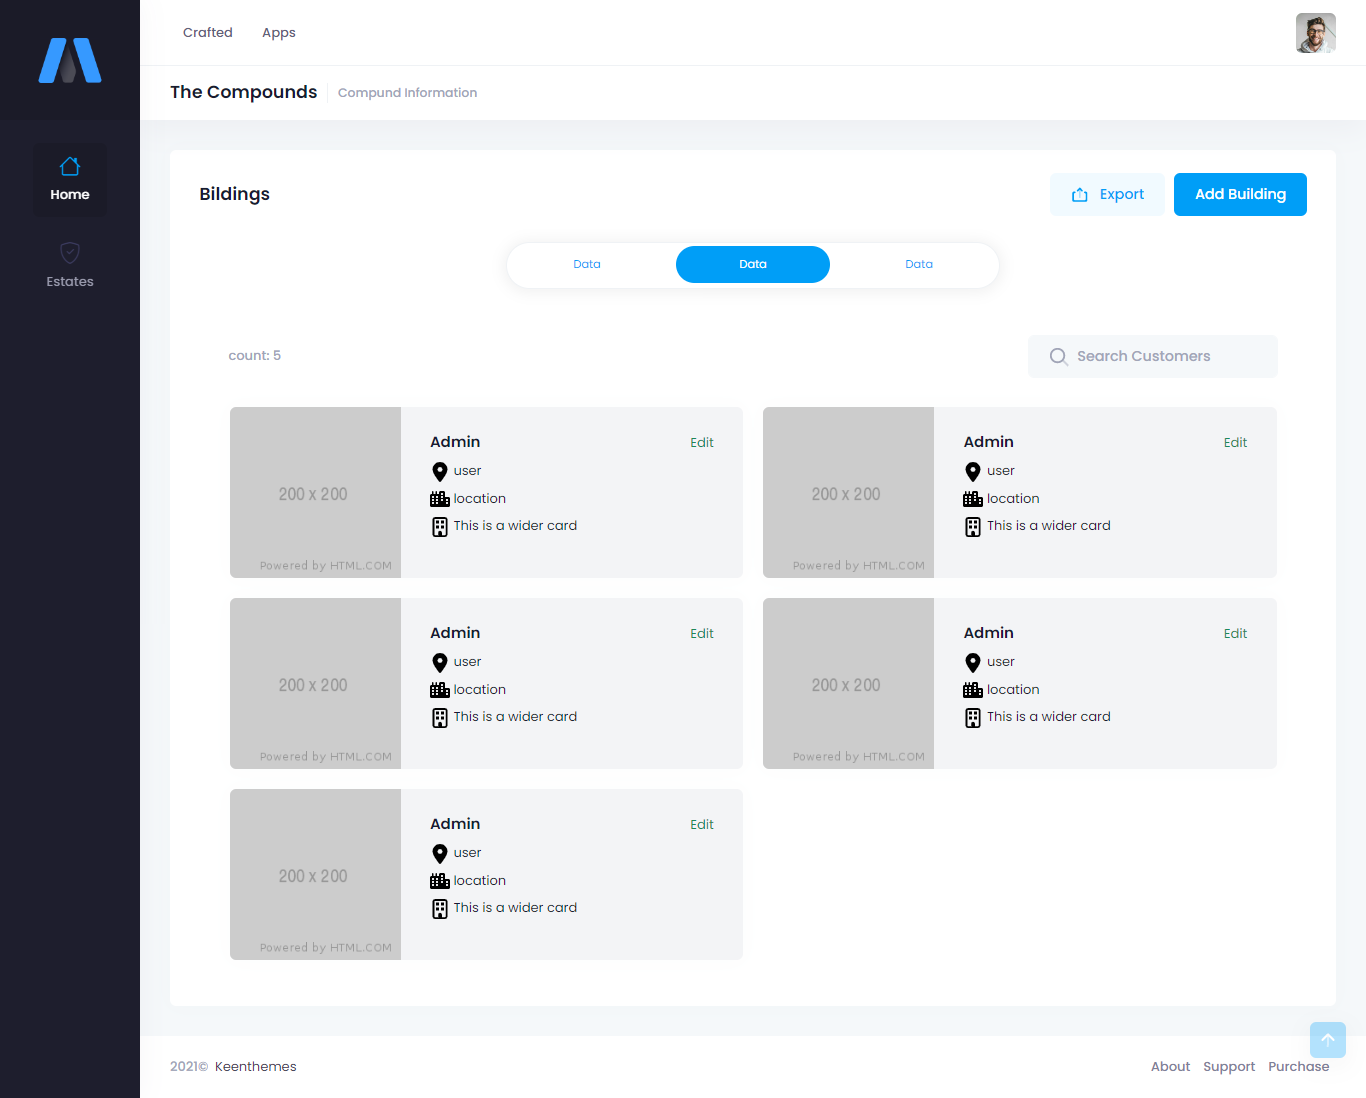 Crafted Apps
The Compounds Compund Information
Home
Estates
Bildings Export Add Building
Data Data Data
count: 5 Search Customers
Admin Edit
user
location
This is a wider card
200 x 200
Powered by HTML.COM
Admin Edit
user
location
This is a wider card
200 x 200
Powered by HTML.COM
Admin Edit
user
location
This is a wider card
200 x 200
Powered by HTML.COM
Admin Edit
user
location
This is a wider card
200 x 200
Powered by HTML.COM
Admin Edit
user
location
This is a wider card
200 x 200
Powered by HTML.COM
2021© Keenthemes About Support Purchase